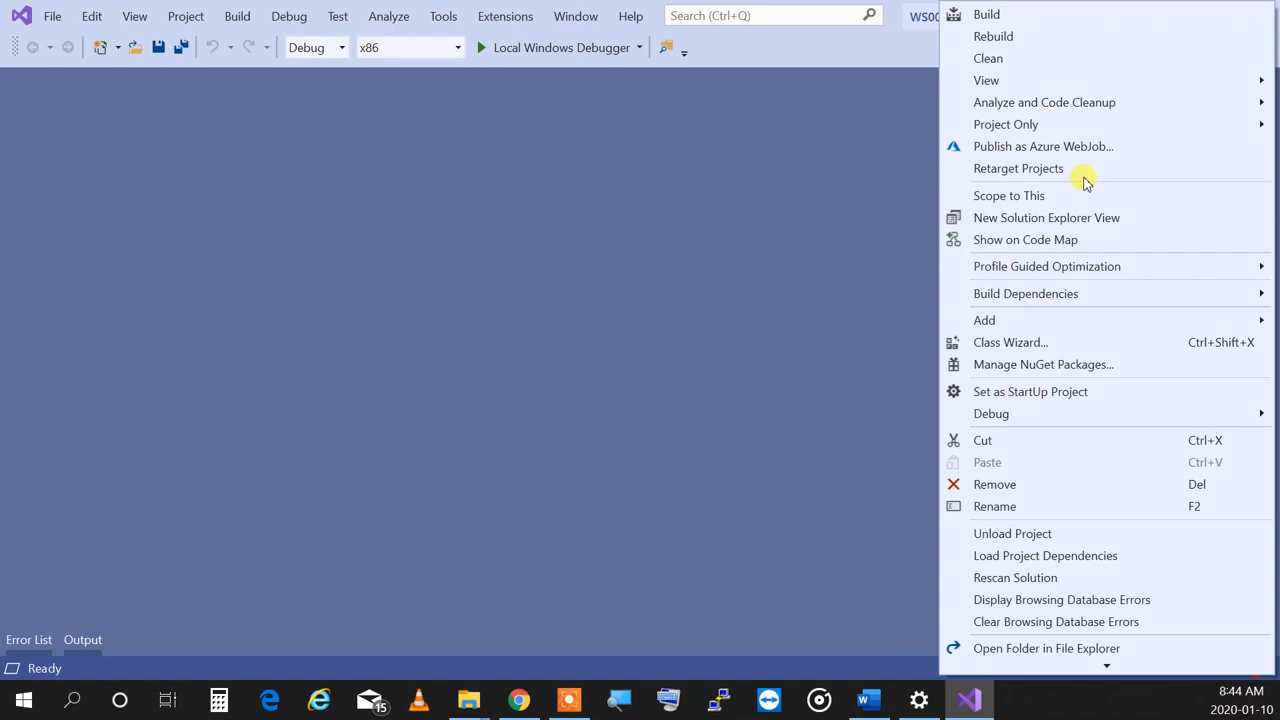 File Edit View Project Build Debug Test Analyze Tools Extensions Window Help Search (Ctrl+Q) WS00
Debug x86 Local Windows Debugger
Build
Rebuild
Clean
View
Analyze and Code Cleanup
Project Only
Publish as Azure WebJob...
Retarget Projects
Scope to This
New Solution Explorer View
Show on Code Map
Profile Guided Optimization
Build Dependencies
Add
Class Wizard... Ctrl+Shift+X
Manage NuGet Packages...
Set as StartUp Project
Debug
Cut Ctrl+X
Paste Ctrl+V
Remove Del
Rename F2
Unload Project
Load Project Dependencies
Rescan Solution
Display Browsing Database Errors
Clear Browsing Database Errors
Open Folder in File Explorer
Error List Output
Ready
15
8:44 AM
2020-01-10